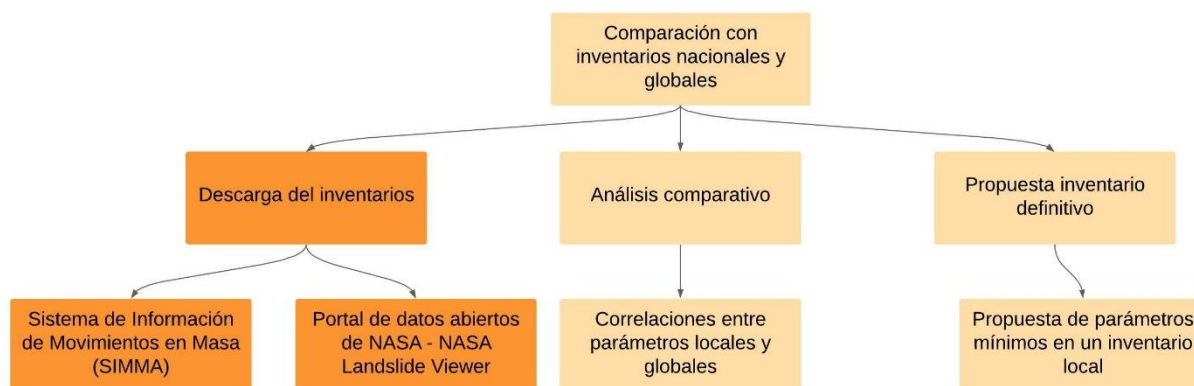 Comparación con
inventarios nacionales y
globales
Descarga del inventarios
Análisis comparativo
Propuesta inventario
definitivo
Sistema de Información
de Movimientos en Masa
(SIMMA)
Portal de datos abiertos
de NASA - NASA
Landslide Viewer
Correlaciones entre
parámetros locales y
globales
Propuesta de parámetros
mínimos en un inventario
local